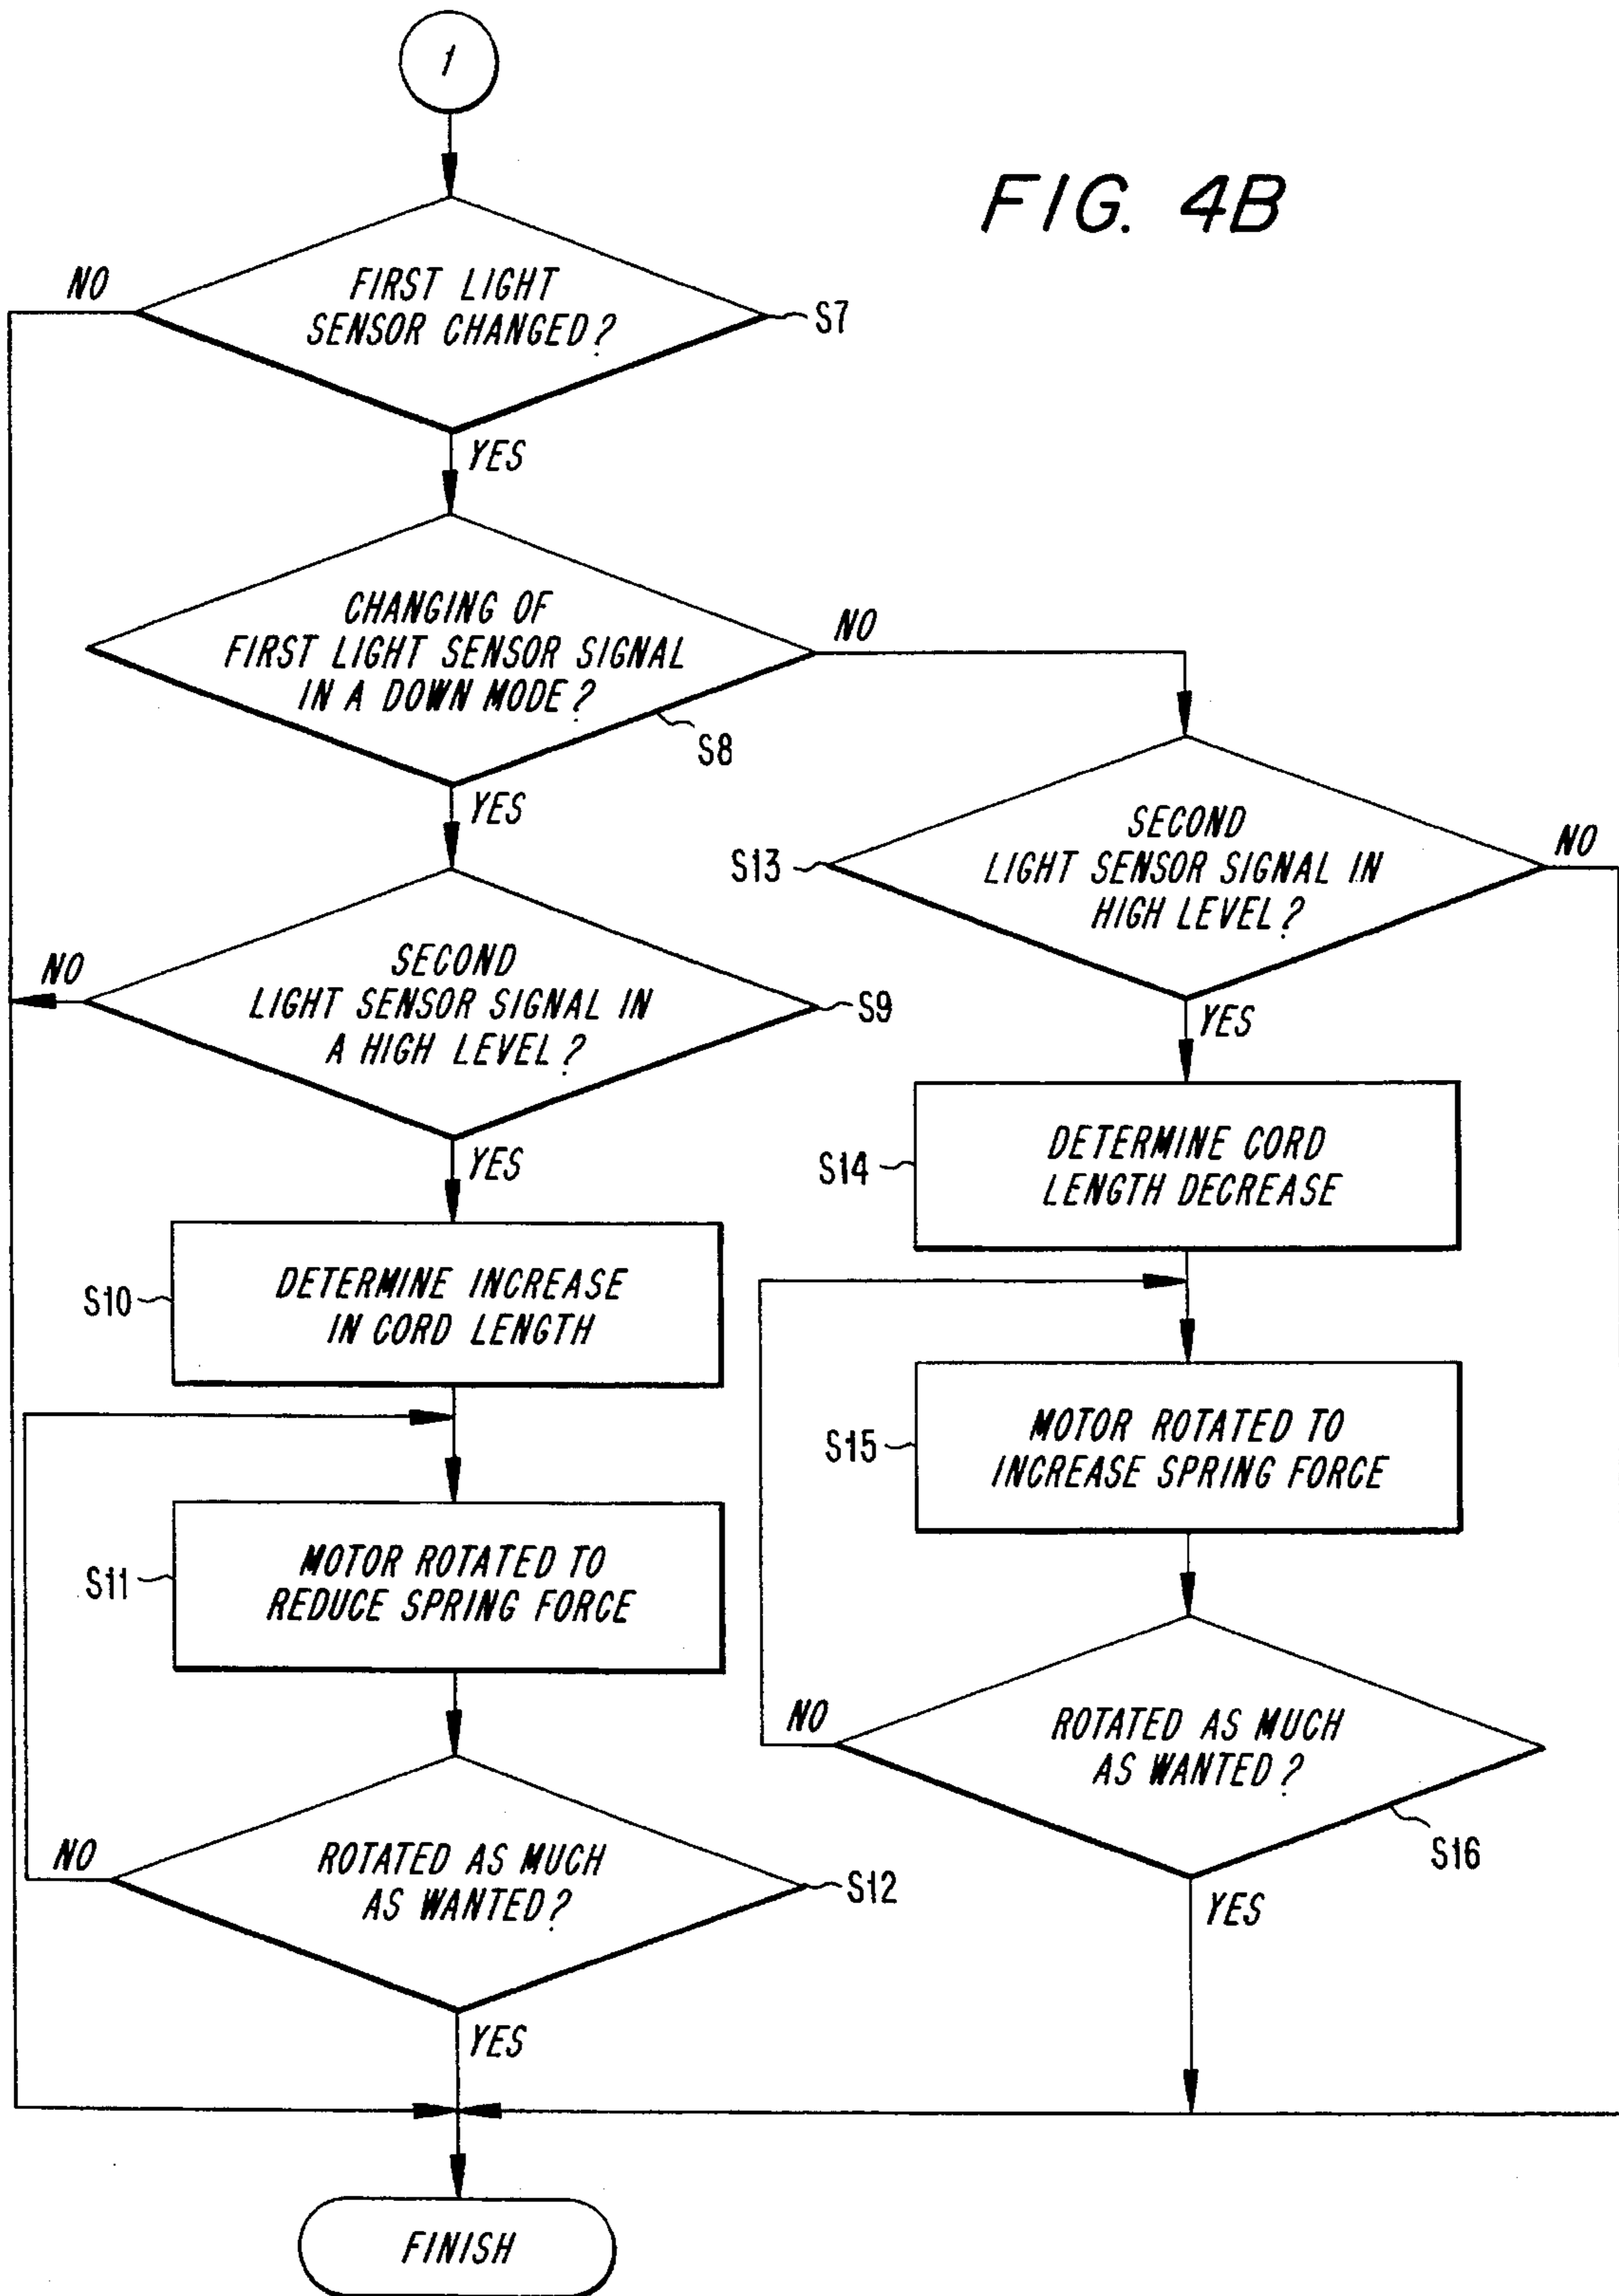 1
FIG. 4B
FIRST LIGHT
SENSOR CHANGED?
NO
S7
YES
CHANGING OF
FIRST LIGHT SENSOR SIGNAL
IN A DOWN MODE?
NO
S8
YES
SECOND
LIGHT SENSOR SIGNAL IN
A HIGH LEVEL?
NO
S9
YES
DETERMINE INCREASE
IN CORD LENGTH
S10
MOTOR ROTATED TO
REDUCE SPRING FORCE
S11
ROTATED AS MUCH
AS WANTED?
NO
S12
YES
SECOND
LIGHT SENSOR SIGNAL IN
HIGH LEVEL?
S13
NO
YES
DETERMINE CORD
LENGTH DECREASE
S14
MOTOR ROTATED TO
INCREASE SPRING FORCE
S15
ROTATED AS MUCH
AS WANTED?
NO
S16
YES
FINISH